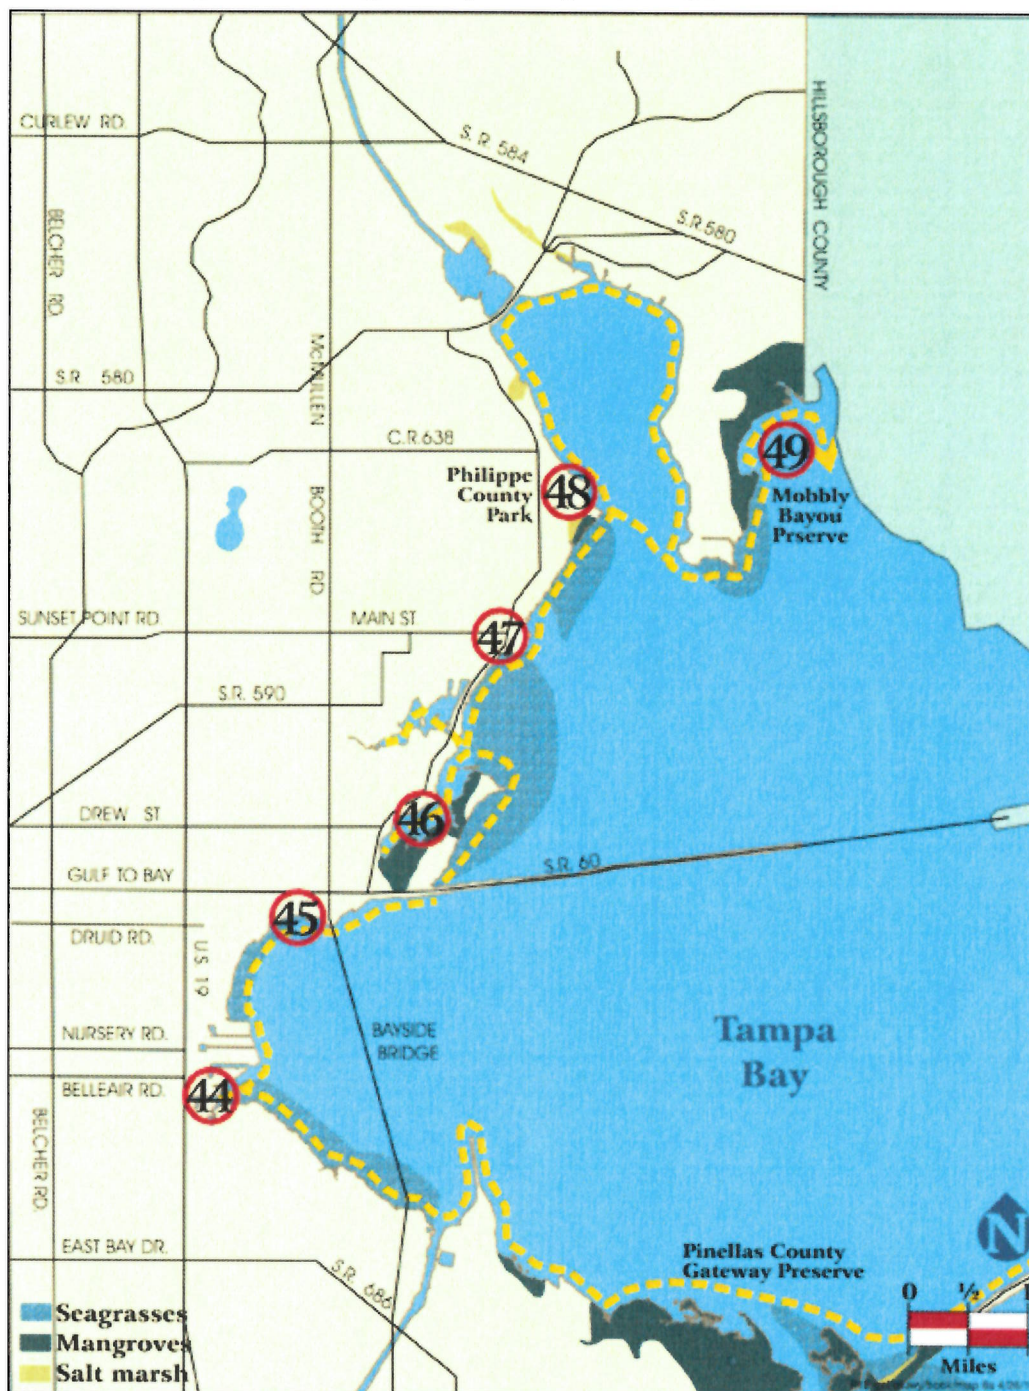 CURLEW RD.
S. R. 584
S.R.580
HILLSBOROUGH COUNTY
BELCHER RD.
McMULLEN BOOTH RD
S.R. 580
C.R.638
Philippe
County
Park
48
49
Mobbly
Bayou
Prserve
SUNSET POINT RD
MAIN ST
47
S.R. 590
DREW ST
46
GULF TO BAY
S.R. 60
45
DRUID RD.
U.S. 19
NURSERY RD.
BAYSIDE
BRIDGE
Tampa
Bay
BELLEAIR RD.
44
BELCHER RD.
EAST BAY DR.
S.R. 686
Pinellas County
Gateway Preserve
N
0 ½ 1
Miles
Seagrasses
Mangroves
Salt marsh